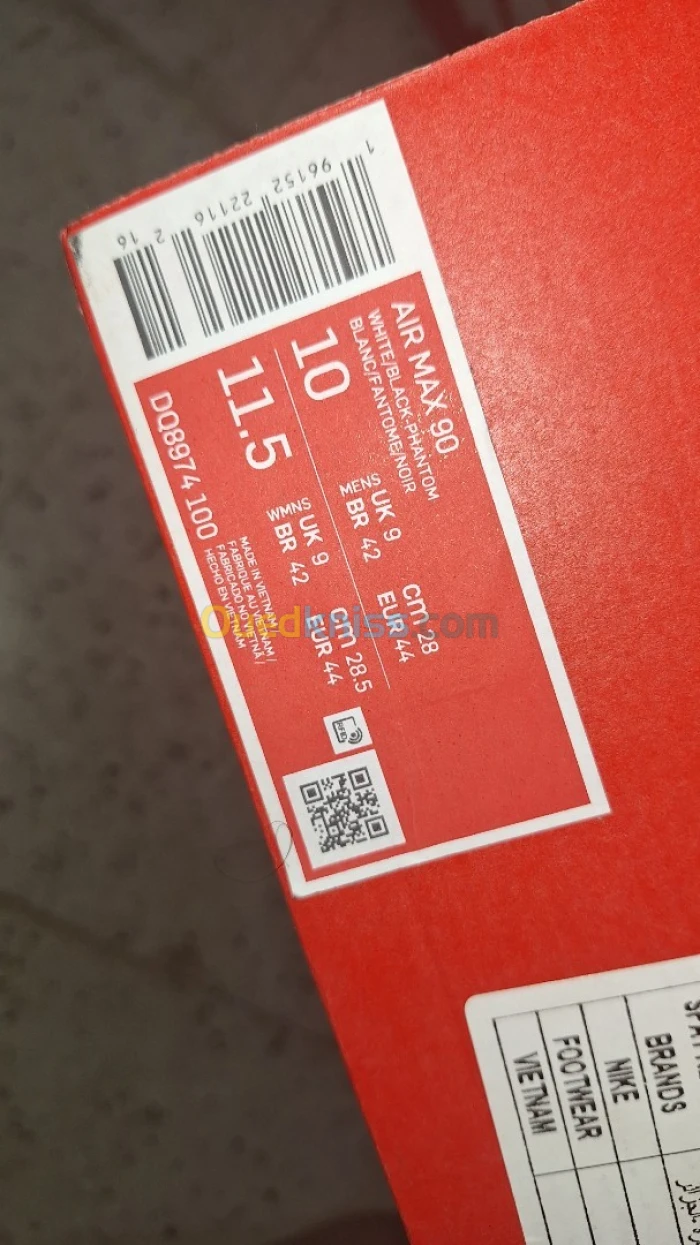 1 96152 22116 2 16
AIR MAX 90
WHITE/BLACK-PHANTOM
BLANC/FANTOME/NOIR
10
MENS UK 9 cm 28
BR 42 EUR 44
11.5
WMNS UK 9 cm 28.5
BR 42 EUR 44
DQ8974 100
MADE IN VIETNAM /
FABRIQUE AU VIETNAM /
FABRICADO NO VIETNÃ /
HECHO EN VIETNAM
RFID
Ouedkniss.com
BRANDS
NIKE
FOOTWEAR
VIETNAM